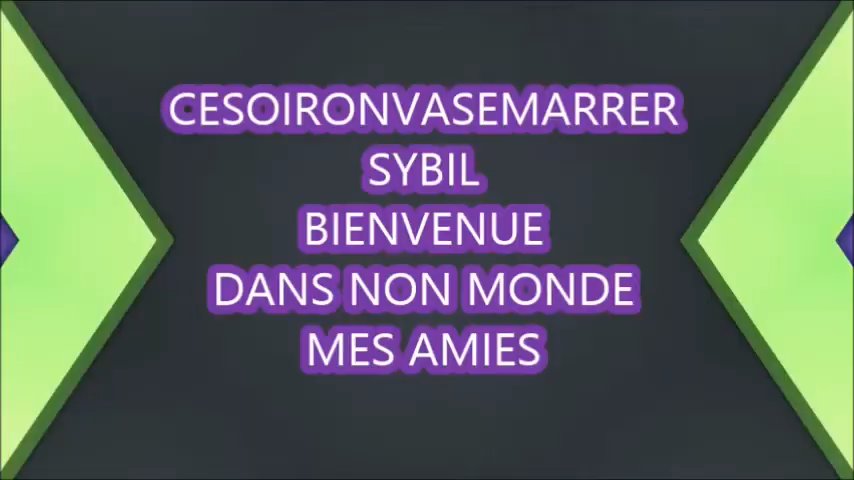 CESOIRONVASEMARRER
SYBIL
BIENVENUE
DANS NON MONDE
MES AMIES